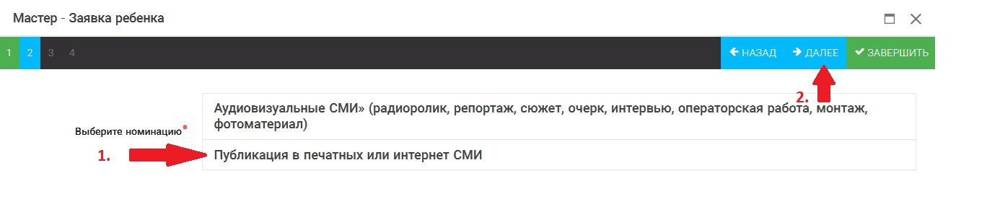 Мастер - Заявка ребенка
1 2 3 4 НАЗАД ДАЛЕЕ ЗАВЕРШИТЬ
2.
Аудиовизуальные СМИ» (радиоролик, репортаж, сюжет, очерк, интервью, операторская работа, монтаж,
фотоматериал)
Выберите номинацию
1.
Публикация в печатных или интернет СМИ